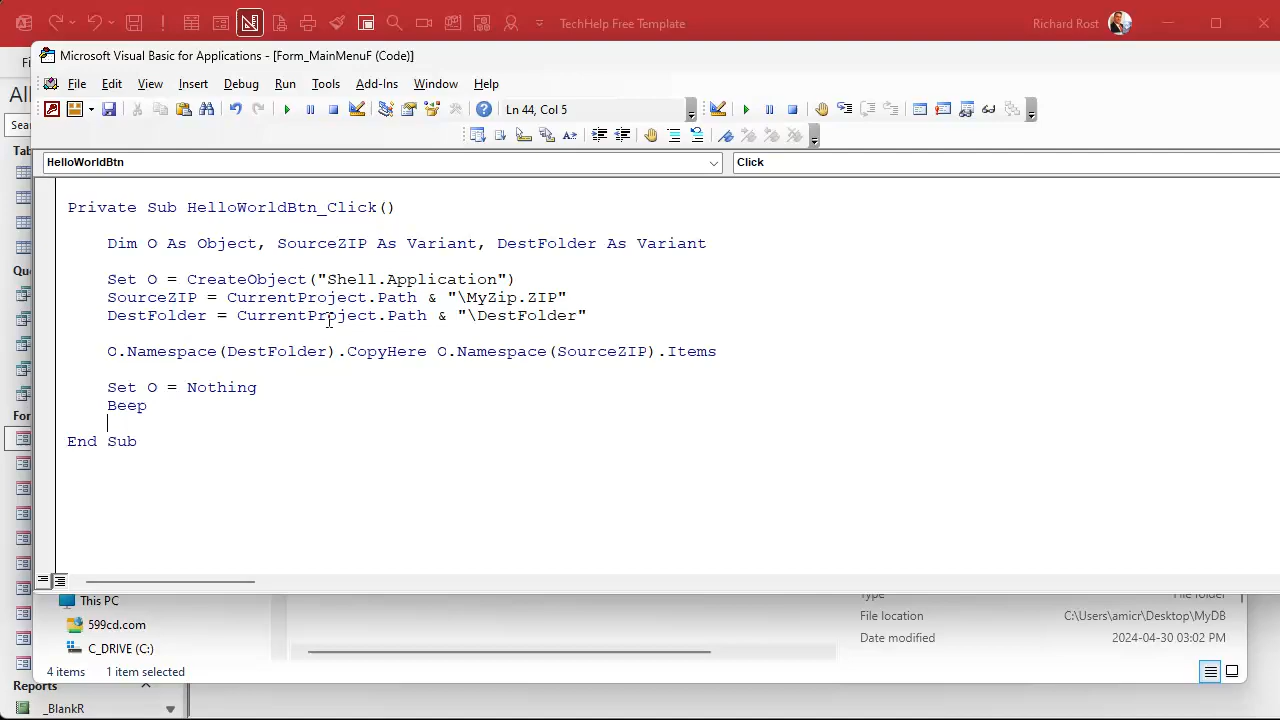 TechHelp Free Template
Richard Rost
Microsoft Visual Basic for Applications - [Form_MainMenuF (Code)]
File Edit View Insert Debug Run Tools Add-Ins Window Help
Ln 44, Col 5
HelloWorldBtn
Click
Private Sub HelloWorldBtn_Click()
Dim O As Object, SourceZIP As Variant, DestFolder As Variant
Set O = CreateObject("Shell.Application")
SourceZIP = CurrentProject.Path & "\MyZip.ZIP"
DestFolder = CurrentProject.Path & "\DestFolder"
O.Namespace(DestFolder).CopyHere O.Namespace(SourceZIP).Items
Set O = Nothing
Beep
End Sub
This PC
599cd.com
C_DRIVE (C:)
4 items 1 item selected
Type File folder
File location C:\Users\amicr\Desktop\MyDB
Date modified 2024-04-30 03:02 PM
Reports
_BlankR